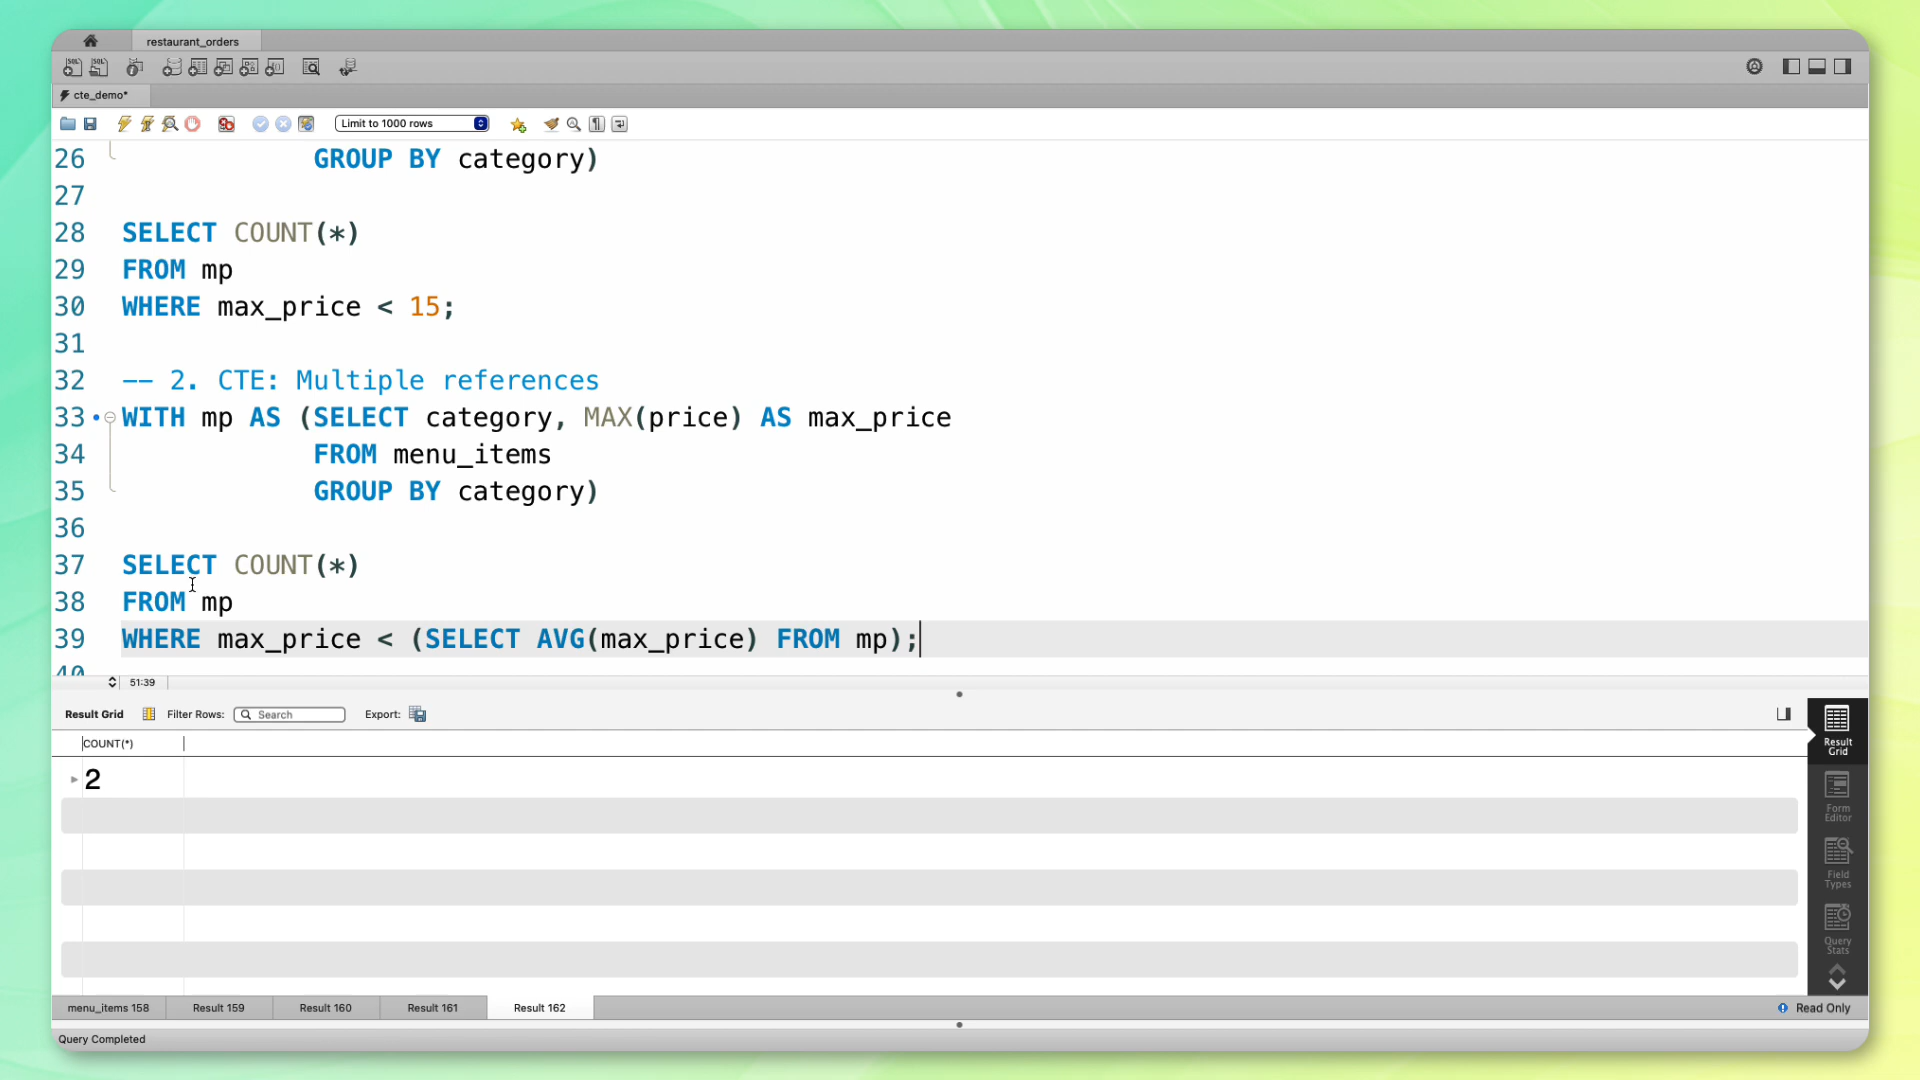 restaurant_orders
cte_demo*
Limit to 1000 rows
26 GROUP BY category)
27
28 SELECT COUNT(*)
29 FROM mp
30 WHERE max_price < 15;
31
32 -- 2. CTE: Multiple references
33 WITH mp AS (SELECT category, MAX(price) AS max_price
34 FROM menu_items
35 GROUP BY category)
36
37 SELECT COUNT(*)
38 FROM mp
39 WHERE max_price < (SELECT AVG(max_price) FROM mp);
40
51:39
Result Grid Filter Rows: Search Export:
COUNT(*)
2
Result
Grid
Form
Editor
Field
Types
Query
Stats
menu_items 158 Result 159 Result 160 Result 161 Result 162 Read Only
Query Completed